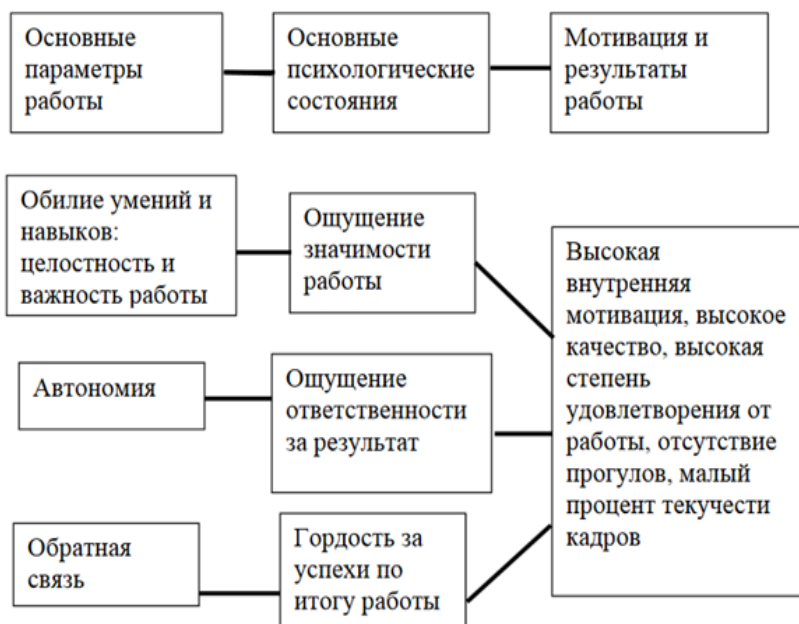 Основные
параметры
работы
Основные
психологические
состояния
Мотивация и
результаты
работы
Обилие умений и
навыков:
целостность и
важность работы
Ощущение
значимости
работы
Высокая
внутренняя
мотивация, высокое
качество, высокая
степень
удовлетворения от
работы, отсутствие
прогулов, малый
процент текучести
кадров
Автономия
Ощущение
ответственности
за результат
Обратная
связь
Гордость за
успехи по
итогу работы